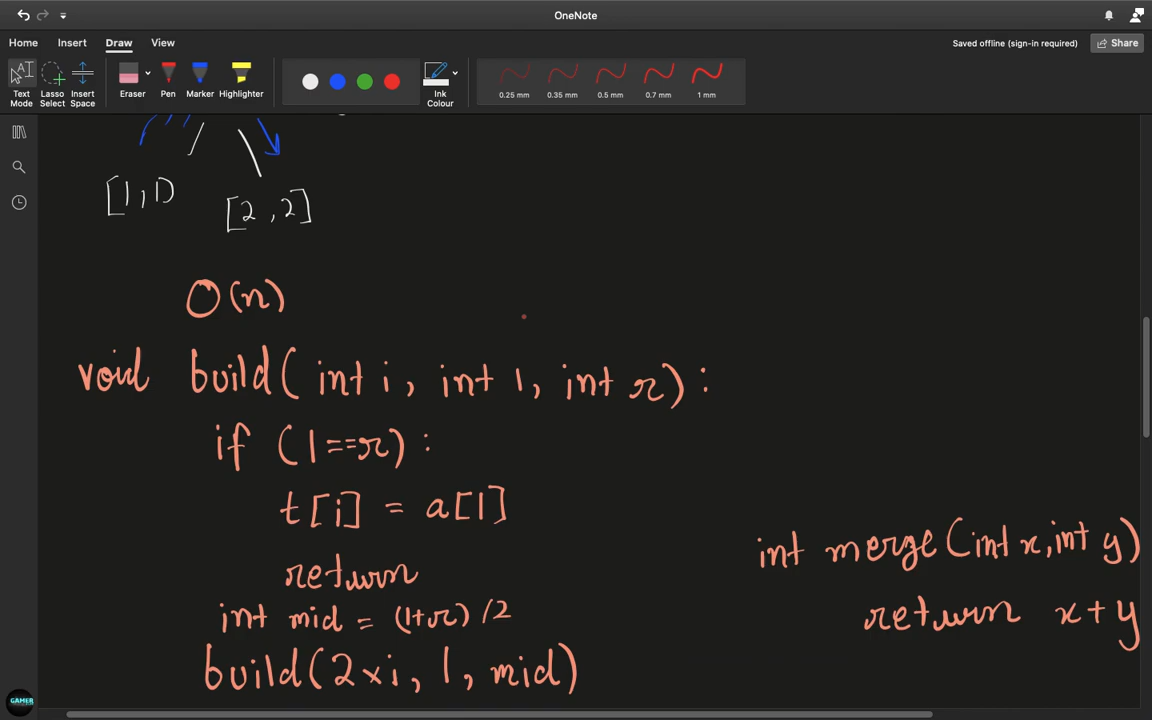 OneNote
Home Insert Draw View
Saved offline (sign-in required) Share
Text Mode Lasso Select Insert Space Eraser Pen Marker Highlighter Ink Colour 0.25 mm 0.35 mm 0.5 mm 0.7 mm 1 mm
[1,1)
[2,2]
O(n)
void build(int i, int l, int r):
if (l==r):
t[i] = a[l]
return
int merge(int x,int y)
return x+y
int mid = (l+r)/2
build(2×i, l, mid)
GAMER